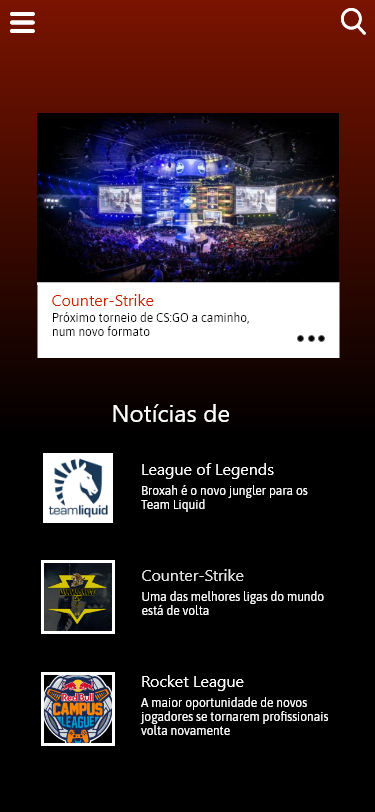 Counter-Strike
Próximo torneio de CS:GO a caminho,
num novo formato
Notícias de
League of Legends
Broxah é o novo jungler para os
Team Liquid
teamliquid
Counter-Strike
Uma das melhores ligas do mundo
está de volta
Rocket League
A maior oportunidade de novos
jogadores se tornarem profissionais
volta novamente
Red Bull
CAMPUS
LEAGUE